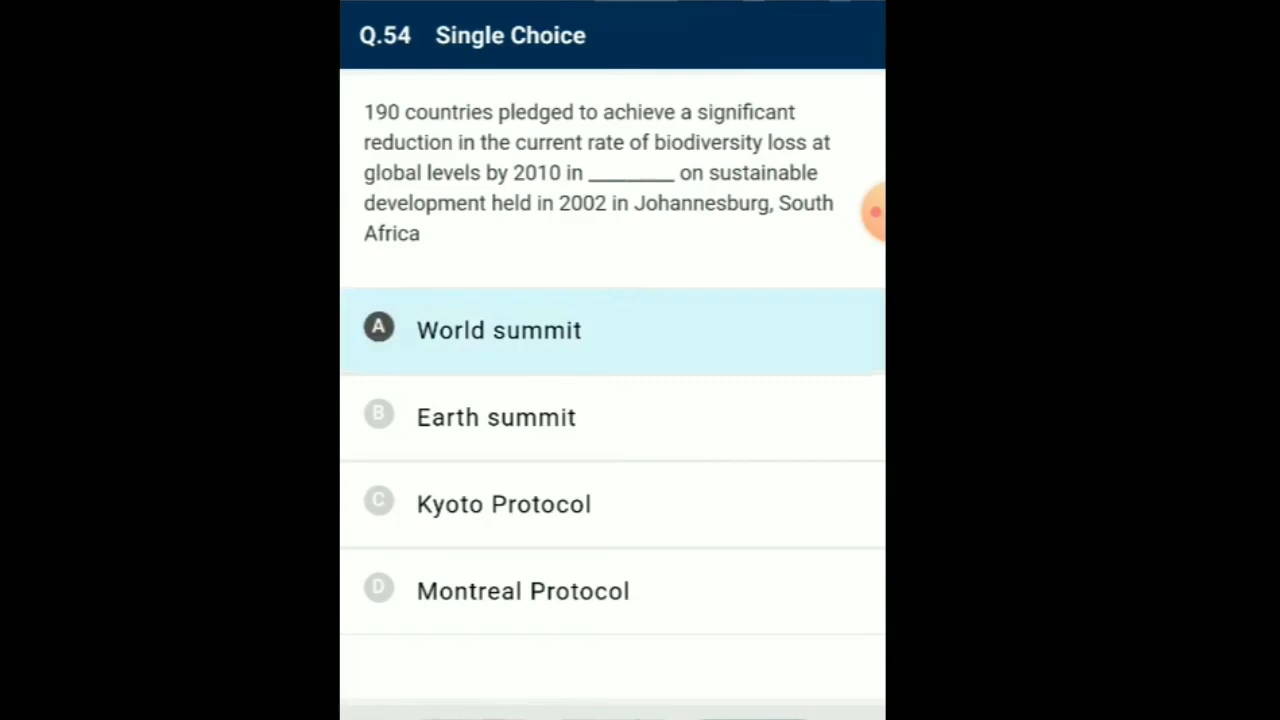 Q.54 Single Choice
190 countries pledged to achieve a significant
reduction in the current rate of biodiversity loss at
global levels by 2010 in ________ on sustainable
development held in 2002 in Johannesburg, South
Africa
A World summit
B Earth summit
C Kyoto Protocol
D Montreal Protocol